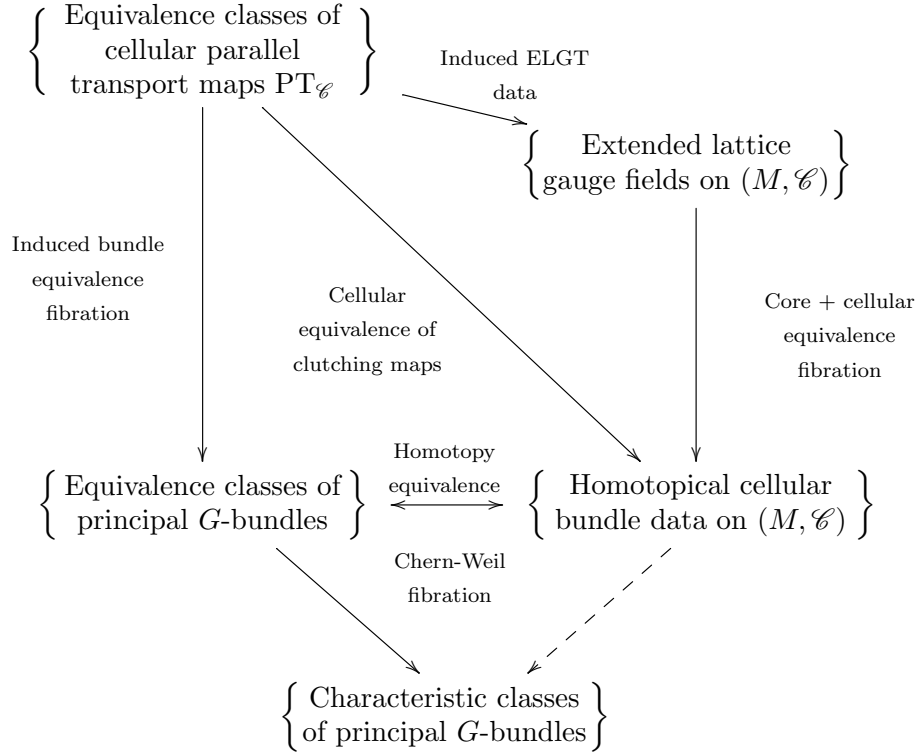 Equivalence classes of
cellular parallel
transport maps PT𝒞
Induced ELGT
data
Extended lattice
gauge fields on (M, 𝒞)
Induced bundle
equivalence
fibration
Cellular
equivalence of
clutching maps
Core + cellular
equivalence
fibration
Equivalence classes of
principal G-bundles
Homotopy
equivalence
Homotopical cellular
bundle data on (M, 𝒞)
Chern-Weil
fibration
Characteristic classes
of principal G-bundles